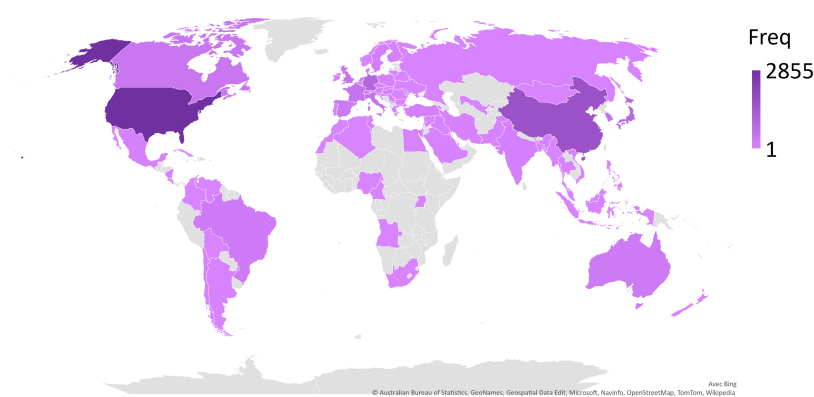 Freq
2855
1
Avec Bing
© Australian Bureau of Statistics, GeoNames, Geospatial Data Edit, Microsoft, Navinfo, OpenStreetMap, TomTom, Wikipedia